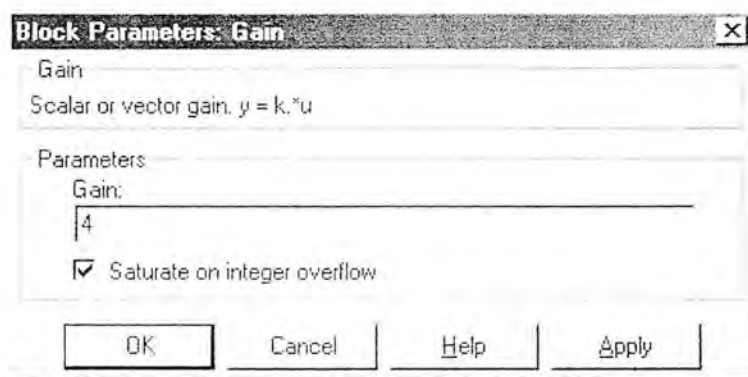 Block Parameters: Gain
Gain
Scalar or vector gain. y = k.*u
Parameters
Gain:
4
Saturate on integer overflow
OK Cancel Help Apply